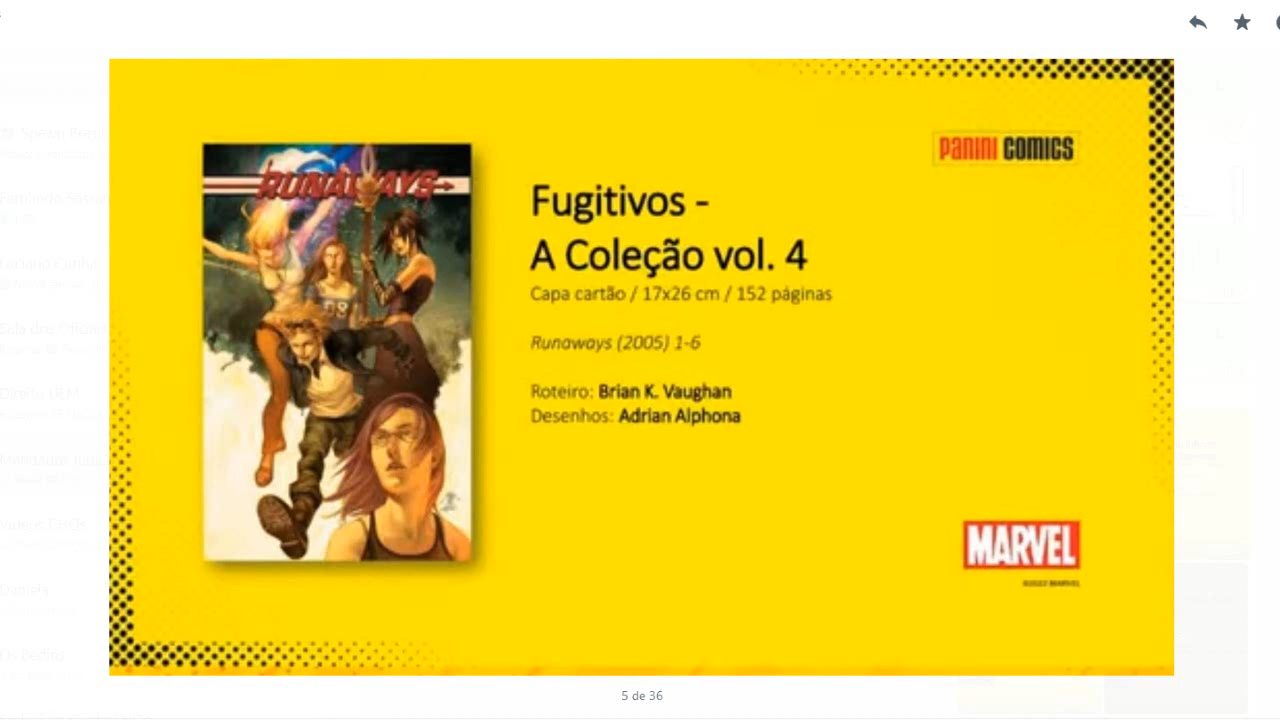 RUNAWAYS
PANINI COMICS
Fugitivos -
A Coleção vol. 4
Capa cartão / 17x26 cm / 152 páginas
Runaways (2005) 1-6
Roteiro: Brian K. Vaughan
Desenhos: Adrian Alphona
MARVEL
5 de 36